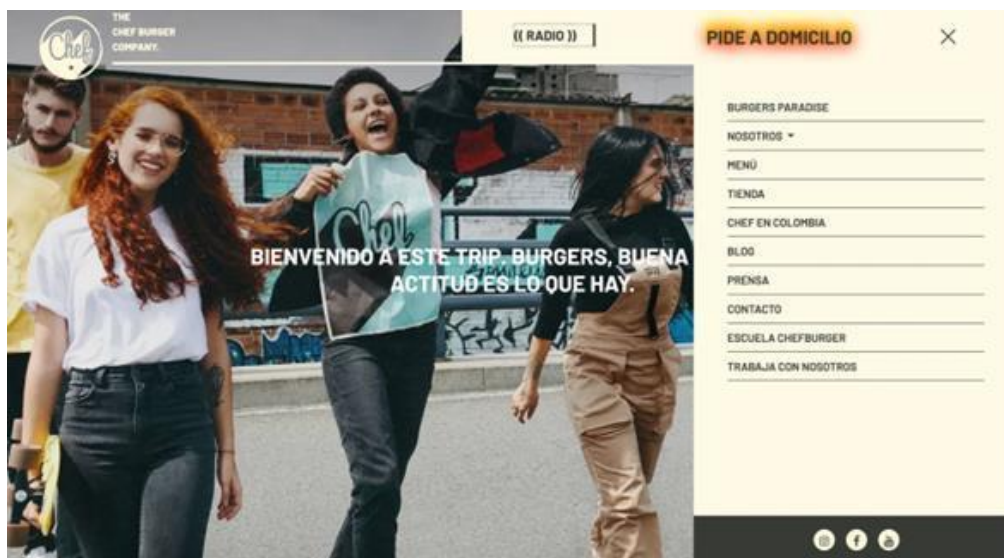 THE
CHEF BURGER
COMPANY.
Chef
(( RADIO ))
PIDE A DOMICILIO
BURGERS PARADISE
NOSOTROS
MENÚ
TIENDA
CHEF EN COLOMBIA
BLOG
PRENSA
CONTACTO
ESCUELA CHEFBURGER
TRABAJA CON NOSOTROS
Chef
BIENVENIDO A ESTE TRIP. BURGERS, BUENA
ACTITUD ES LO QUE HAY.